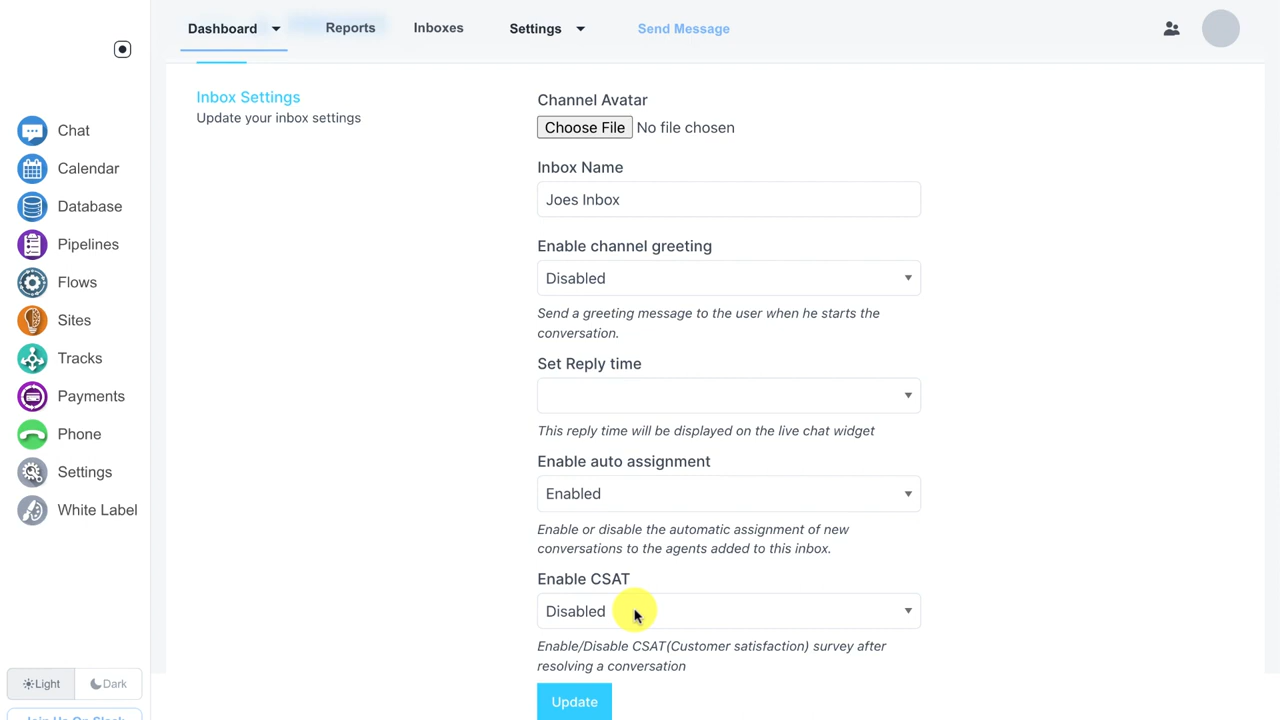 Dashboard
Reports
Inboxes
Settings
Send Message
Chat
Calendar
Database
Pipelines
Flows
Sites
Tracks
Payments
Phone
Settings
White Label
Light
Dark
Join Us On Slack
Inbox Settings
Update your inbox settings
Channel Avatar
Choose File No file chosen
Inbox Name
Joes Inbox
Enable channel greeting
Disabled
Send a greeting message to the user when he starts the
conversation.
Set Reply time
This reply time will be displayed on the live chat widget
Enable auto assignment
Enabled
Enable or disable the automatic assignment of new
conversations to the agents added to this inbox.
Enable CSAT
Disabled
Enable/Disable CSAT(Customer satisfaction) survey after
resolving a conversation
Update